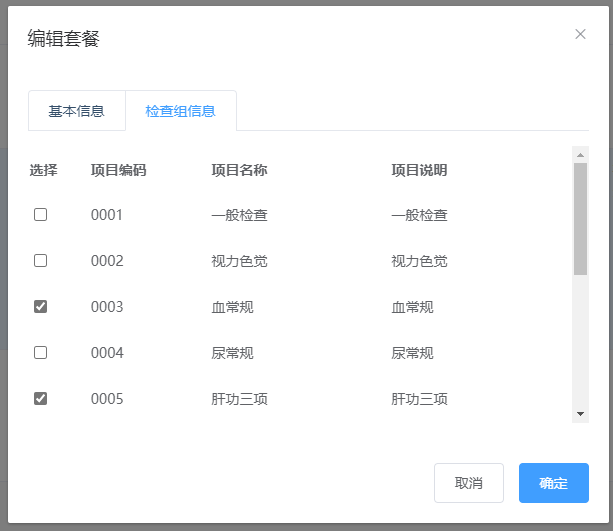 编辑套餐
基本信息 检查组信息
选择 项目编码 项目名称 项目说明
0001 一般检查 一般检查
0002 视力色觉 视力色觉
0003 血常规 血常规
0004 尿常规 尿常规
0005 肝功三项 肝功三项
取消 确定